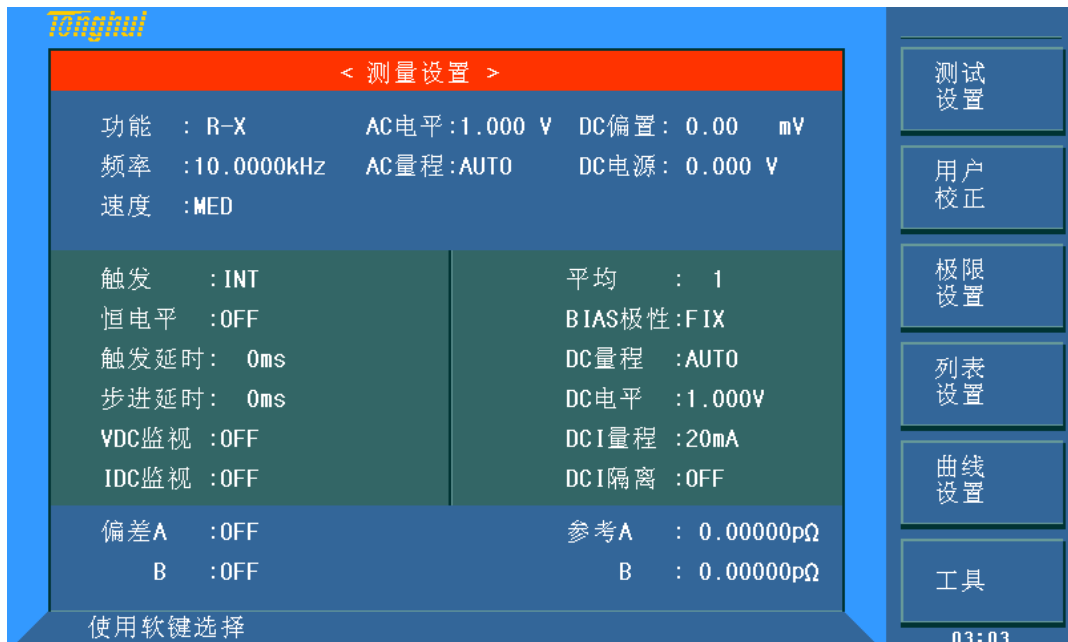 Tonghui
< 测量设置 >
功能 : R-X AC电平:1.000 V DC偏置: 0.00 mV
频率 :10.0000kHz AC量程:AUTO DC电源: 0.000 V
速度 :MED
触发 :INT 平均 : 1
恒电平 :OFF BIAS极性:FIX
触发延时: 0ms DC量程 :AUTO
步进延时: 0ms DC电平 :1.000V
VDC监视 :OFF DCI量程 :20mA
IDC监视 :OFF DCI隔离 :OFF
偏差A :OFF 参考A : 0.00000pΩ
B :OFF B : 0.00000pΩ
使用软键选择
测试
设置
用户
校正
极限
设置
列表
设置
曲线
设置
工具
03:03